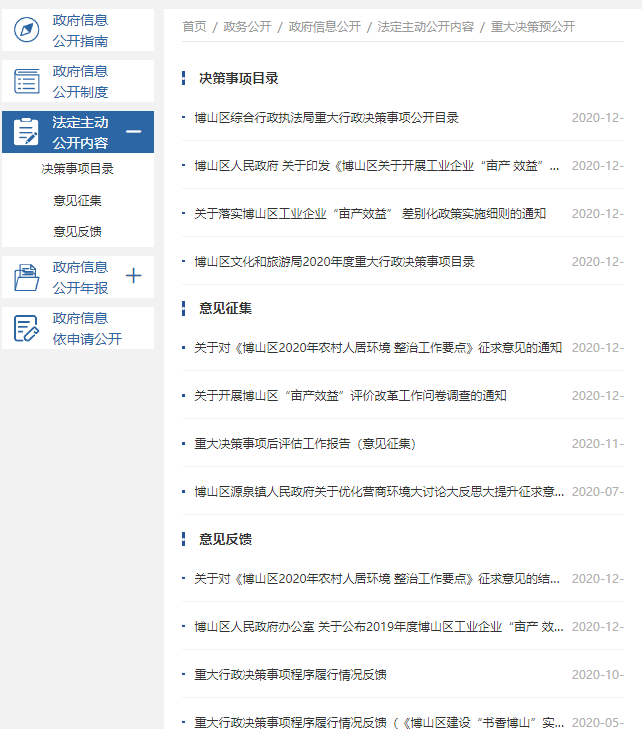 政府信息
公开指南
政府信息
公开制度
法定主动
公开内容
决策事项目录
意见征集
意见反馈
政府信息
公开年报
政府信息
依申请公开
首页 / 政务公开 / 政府信息公开 / 法定主动公开内容 / 重大决策预公开
决策事项目录
博山区综合行政执法局重大行政决策事项公开目录 2020-12-
博山区人民政府 关于印发《博山区关于开展工业企业“亩产 效益”... 2020-12-
关于落实博山区工业企业“亩产效益” 差别化政策实施细则的通知 2020-12-
博山区文化和旅游局2020年度重大行政决策事项目录 2020-12-
意见征集
关于对《博山区2020年农村人居环境 整治工作要点》征求意见的通知 2020-12-
关于开展博山区“亩产效益”评价改革工作问卷调查的通知 2020-12-
重大决策事项后评估工作报告（意见征集） 2020-11-
博山区源泉镇人民政府关于优化营商环境大讨论大反思大提升征求意... 2020-07-
意见反馈
关于对《博山区2020年农村人居环境 整治工作要点》征求意见的结... 2020-12-
博山区人民政府办公室 关于公布2019年度博山区工业企业“亩产 效... 2020-12-
重大行政决策事项程序履行情况反馈 2020-10-
重大行政决策事项程序履行情况反馈（《博山区建设“书香博山”实... 2020-05-